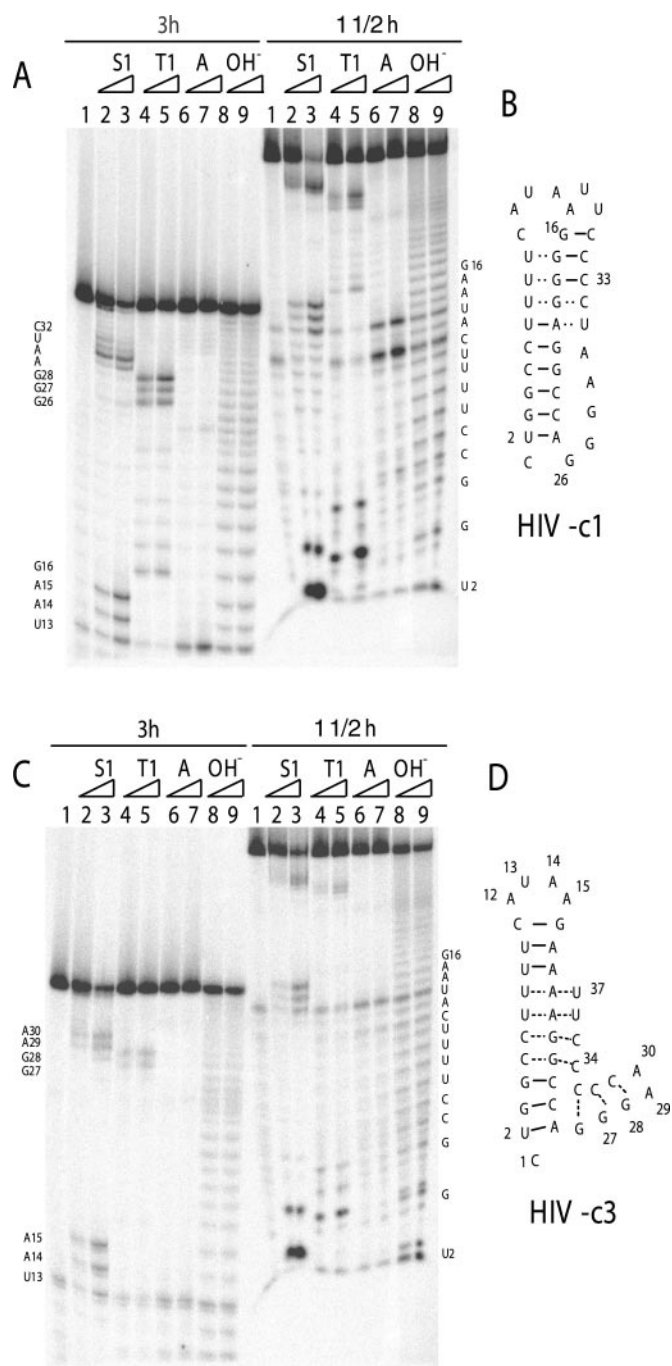 3h 1 1/2 h
A S1 T1 A OH⁻ S1 T1 A OH⁻
1 2 3 4 5 6 7 8 9 1 2 3 4 5 6 7 8 9
C32
U
A
A
G28
G27
G26
G16
A15
A14
U13
G 16
A
A
U
A
C
U
U
U
U
C
C
G
G
U 2
B
U A A U
A A U
C 16 G – C
U ·· G – C
U ·· G – C 33
U ·· G – C
U – A ·· U
C – G A
C – G A
G – C G
G – C G
2 U – A G
C G
26
HIV -c1
3h 1 1/2 h
C S1 T1 A OH⁻ S1 T1 A OH⁻
1 2 3 4 5 6 7 8 9 1 2 3 4 5 6 7 8 9
A30
A29
G28
G27
A15
A14
U13
G16
A
A
U
A
C
U
U
U
U
C
C
G
G
U2
D
13 14
U A
12 A A 15
C – G
U – A
U – A
U -- A -- U 37
U -- A -- U
C -- G -- C
C -- G -- C 34
G – C C C A 30
G – C G A 29
2 U – A G G 28
27
1 C
HIV -c3